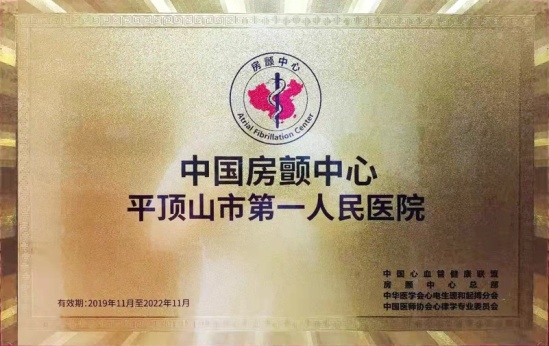 房颤中心
Atrial Fibrillation Center
中国房颤中心
平顶山市第一人民医院
中国心血管健康联盟
房颤中心总部
中华医学会心电生理和起搏分会
中国医师协会心律学专业委员会
有效期:2019年11月至2022年11月